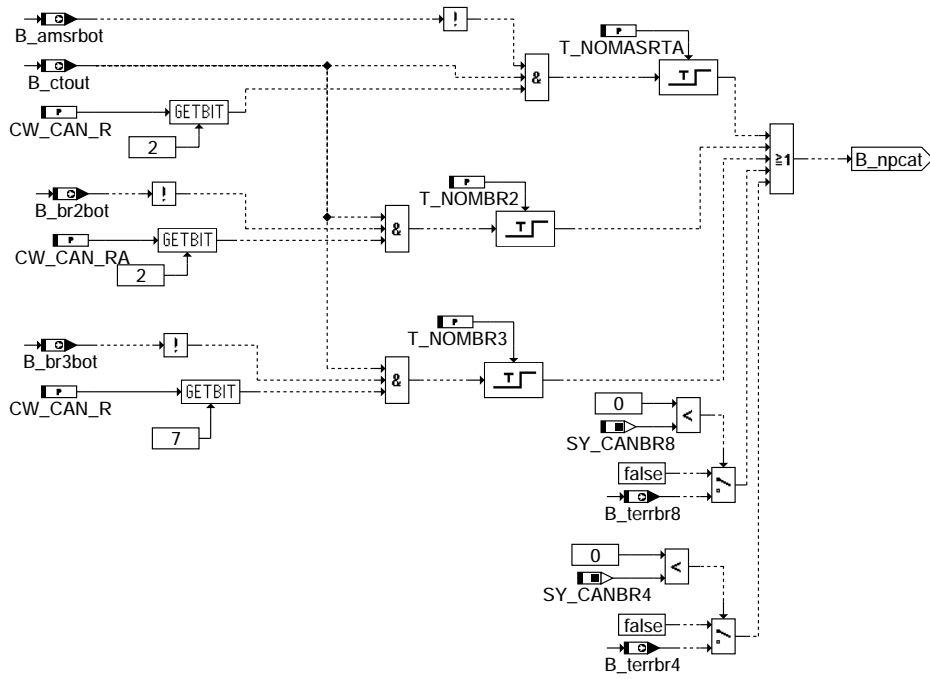 B_amsrbot
!
P
T_NOMASRTA
B_ctout
&
T
P
CW_CAN_R
GETBIT
2
≥1
B_npcat
B_br2bot
!
P
T_NOMBR2
P
CW_CAN_RA
GETBIT
&
T
2
P
T_NOMBR3
B_br3bot
!
P
CW_CAN_R
GETBIT
&
T
7
0
<
SY_CANBR8
false
B_terrbr8
0
<
SY_CANBR4
false
B_terrbr4